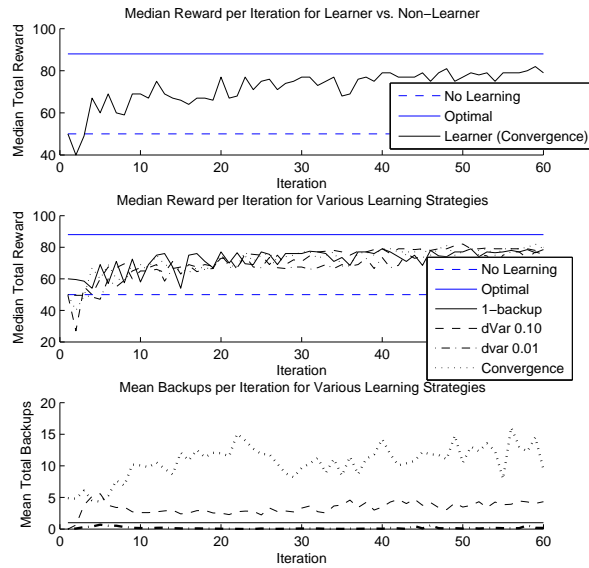 Median Reward per Iteration for Learner vs. Non−Learner
Median Total Reward
100
80
60
40
0
10
20
30
40
50
60
Iteration
No Learning
Optimal
Learner (Convergence)
Median Reward per Iteration for Various Learning Strategies
Median Total Reward
100
80
60
40
20
0
10
20
30
40
50
60
Iteration
No Learning
Optimal
1−backup
dVar 0.10
dvar 0.01
Convergence
Mean Backups per Iteration for Various Learning Strategies
Mean Total Backups
20
15
10
5
0
0
10
20
30
40
50
60
Iteration